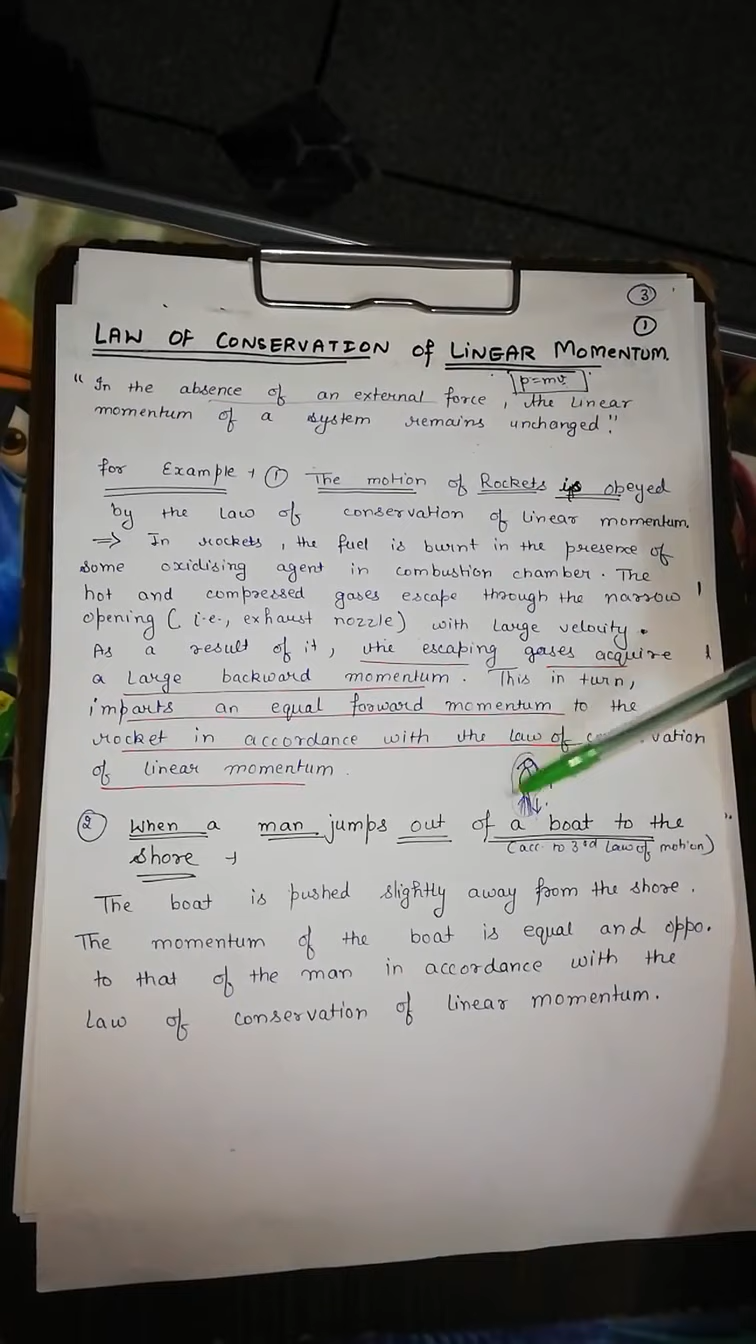 3
1
LAW OF CONSERVATION of LINEAR MOMENTUM.
p=mv
"In the absence of an external force, the linear
momentum of a system remains unchanged."
for Example → 1 The motion of Rockets is obeyed
by the law of conservation of linear momentum.
⇒ In rockets, the fuel is burnt in the presence of
some oxidising agent in combustion chamber. The
hot and compressed gases escape through the narrow
opening (i.e., exhaust nozzle) with large velocity.
As a result of it, the escaping gases acquire
a large backward momentum. This in turn,
imparts an equal forward momentum to the
rocket in accordance with the law of vation
of linear momentum.
2 When a man jumps out of a boat to the
shore → (acc. to 3rd Law of motion)
The boat is pushed slightly away from the shore.
The momentum of the boat is equal and oppo.
to that of the man in accordance with the
law of conservation of linear momentum.